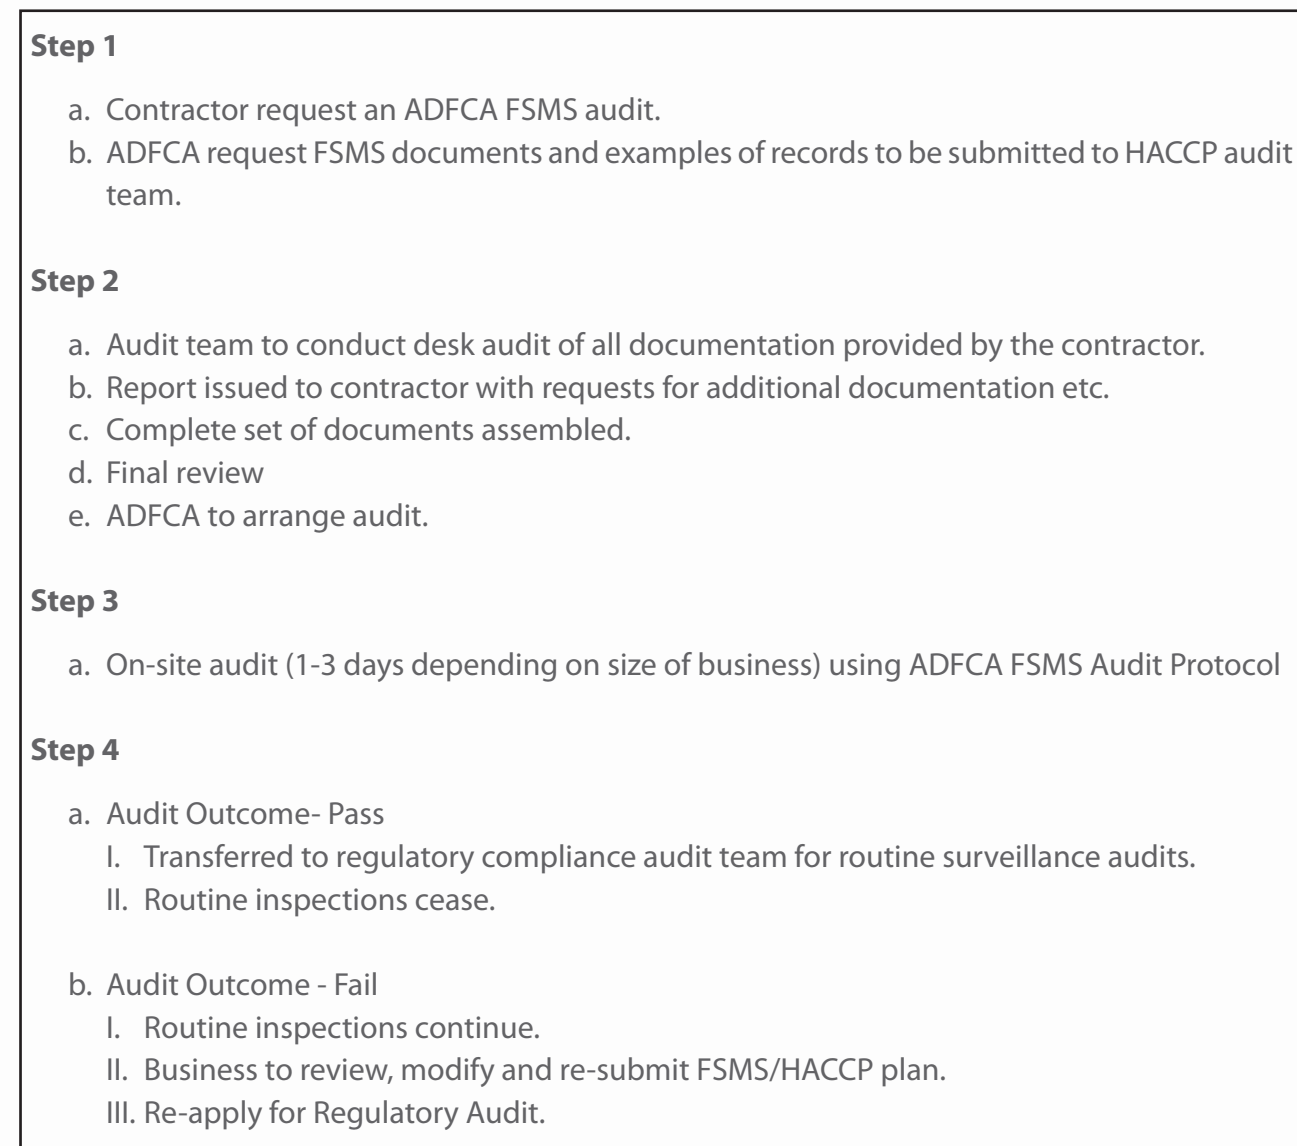 Step 1
a. Contractor request an ADFCA FSMS audit.
b. ADFCA request FSMS documents and examples of records to be submitted to HACCP audit
team.
Step 2
a. Audit team to conduct desk audit of all documentation provided by the contractor.
b. Report issued to contractor with requests for additional documentation etc.
c. Complete set of documents assembled.
d. Final review
e. ADFCA to arrange audit.
Step 3
a. On-site audit (1-3 days depending on size of business) using ADFCA FSMS Audit Protocol
Step 4
a. Audit Outcome- Pass
I. Transferred to regulatory compliance audit team for routine surveillance audits.
II. Routine inspections cease.
b. Audit Outcome - Fail
I. Routine inspections continue.
II. Business to review, modify and re-submit FSMS/HACCP plan.
III. Re-apply for Regulatory Audit.